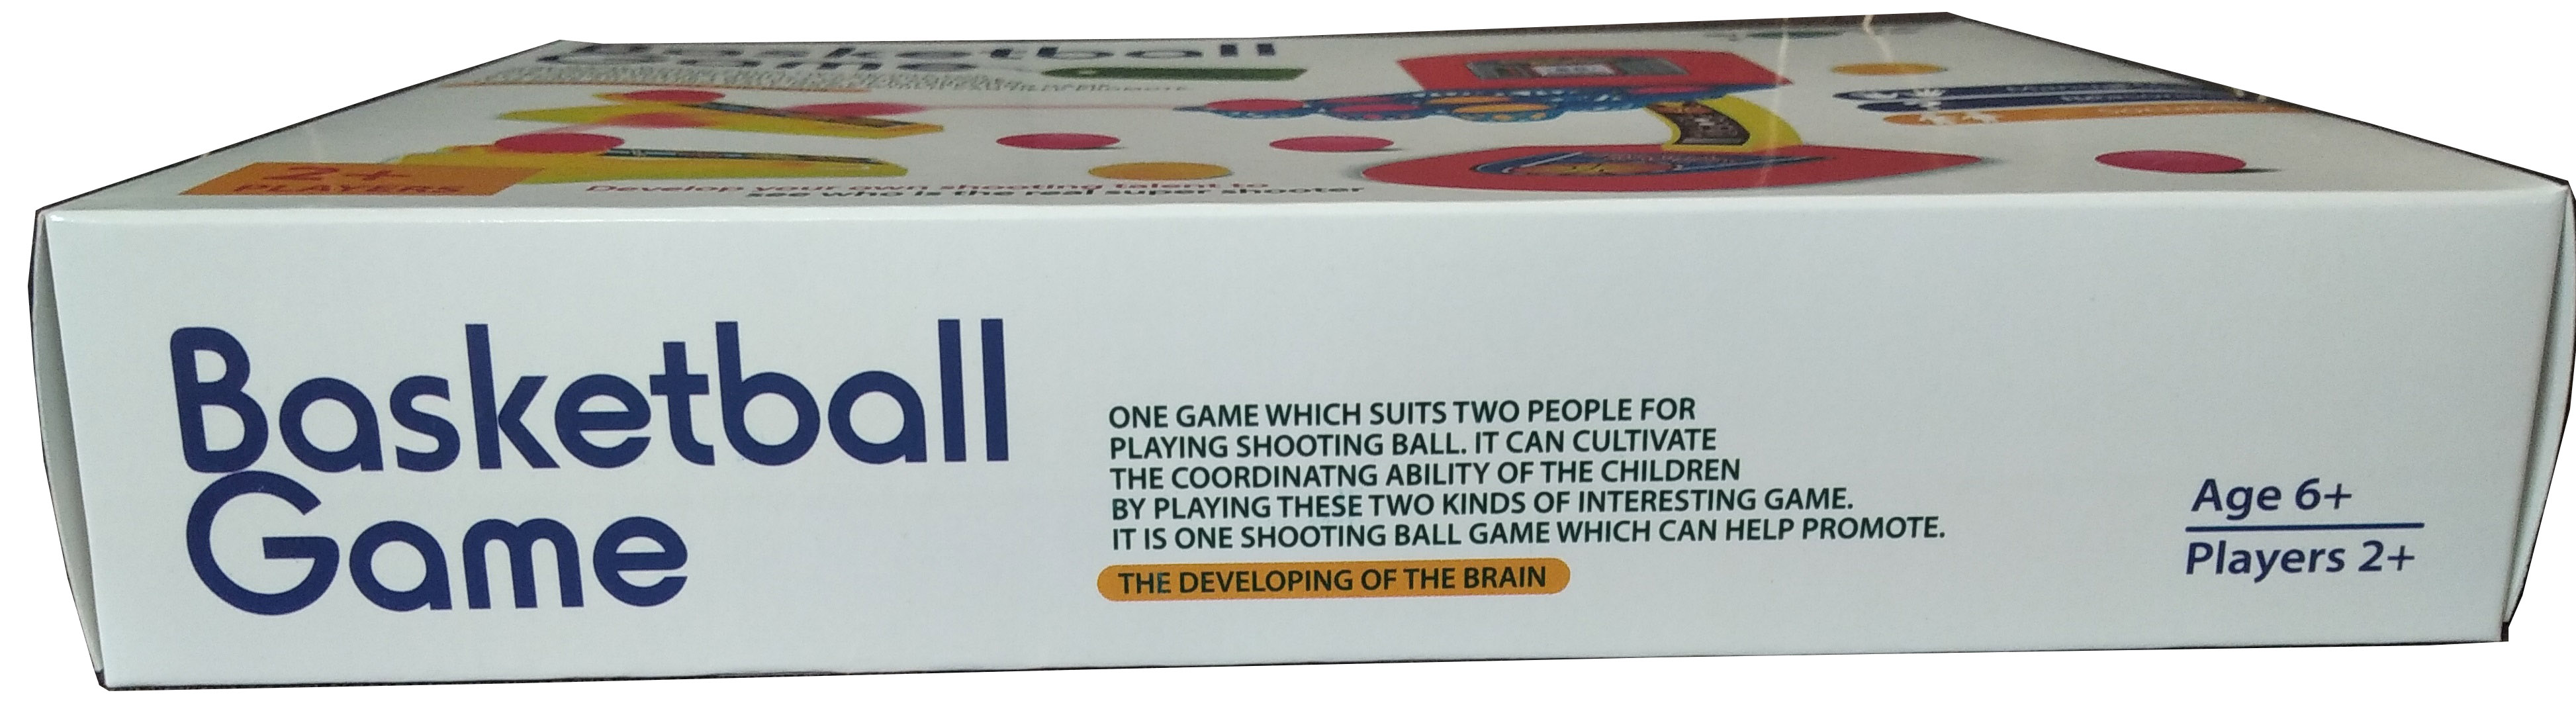 Basketball
Game
2+
PLAYERS
Develop your own shooting talent to
see who is the real super shooter
Basketball
Game
ONE GAME WHICH SUITS TWO PEOPLE FOR
PLAYING SHOOTING BALL. IT CAN CULTIVATE
THE COORDINATNG ABILITY OF THE CHILDREN
BY PLAYING THESE TWO KINDS OF INTERESTING GAME.
IT IS ONE SHOOTING BALL GAME WHICH CAN HELP PROMOTE.
THE DEVELOPING OF THE BRAIN
Age 6+
Players 2+